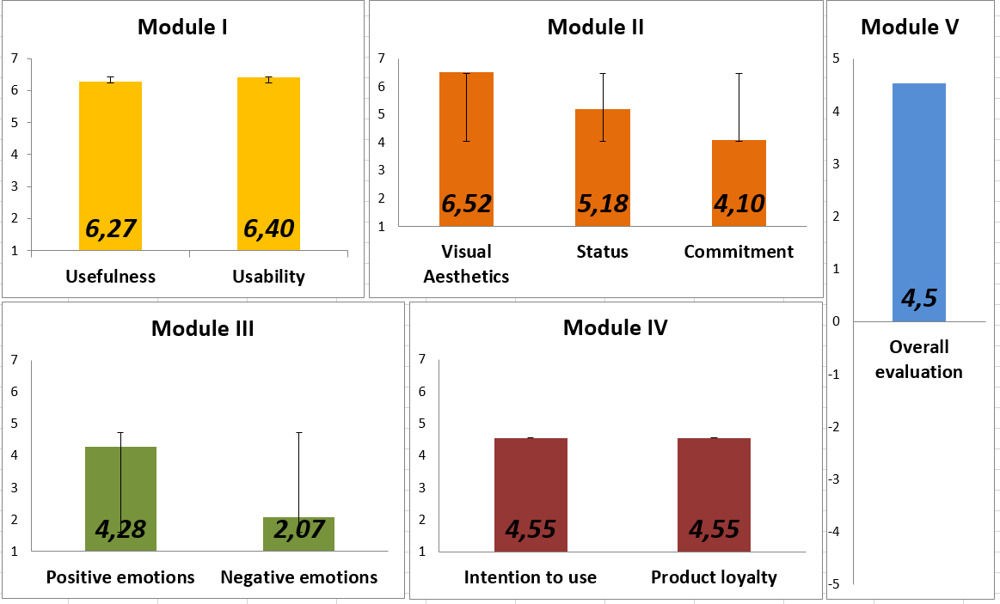 Module I
7
6
5
4
3
2
1
6,27
6,40
Usefulness
Usability
Module II
7
6
5
4
3
2
1
6,52
5,18
4,10
Visual
Aesthetics
Status
Commitment
Module III
7
6
5
4
3
2
1
4,28
2,07
Positive emotions
Negative emotions
Module IV
7
6
5
4
3
2
1
4,55
4,55
Intention to use
Product loyalty
Module V
5
4
3
2
1
0
-1
-2
-3
-4
-5
4,5
Overall
evaluation